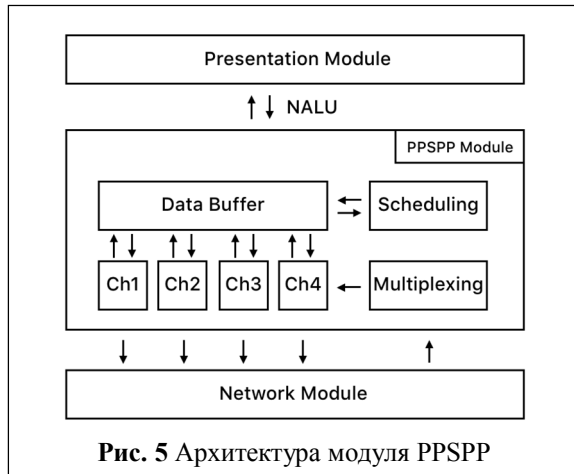 Presentation Module
NALU
PPSPP Module
Data Buffer
Scheduling
Ch1 Ch2 Ch3 Ch4 Multiplexing
Network Module
Рис. 5 Архитектура модуля PPSPP